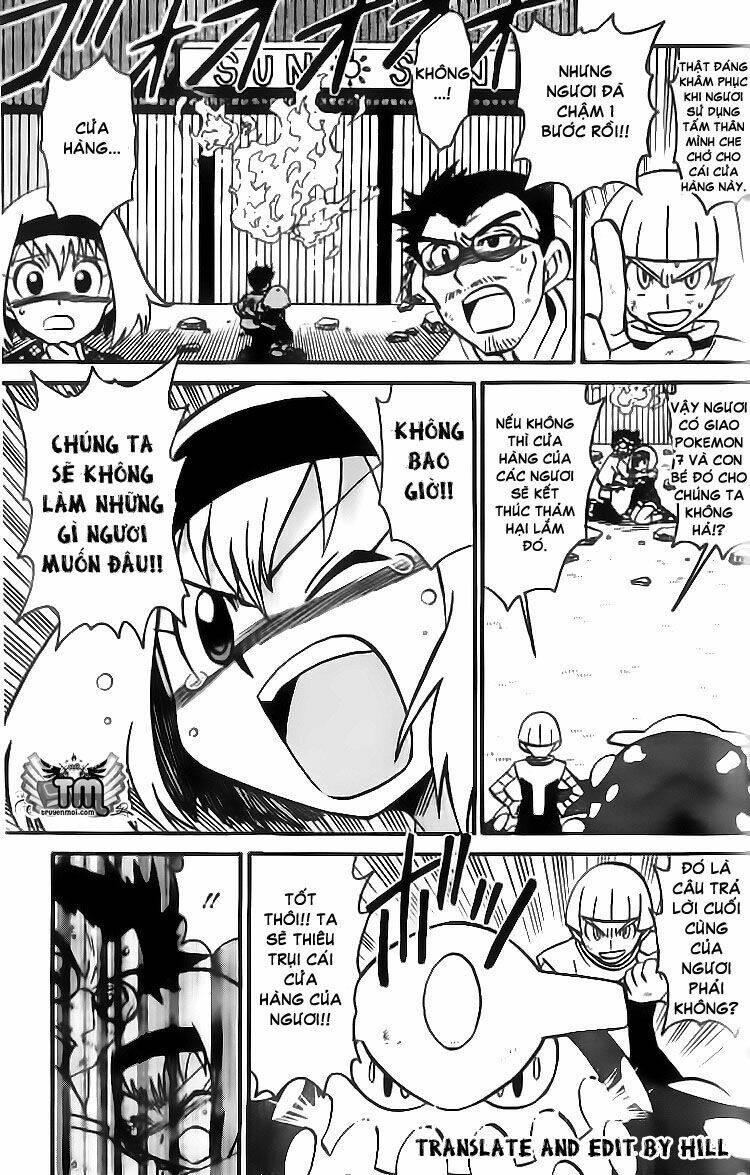 THẬT ĐÁNG
KHÂM PHỤC
KHI NGƯƠI
SỬ DỤNG
TẤM THÂN
MÌNH CHE
CHỞ CHO
CÁI CỬA
HÀNG NÀY.
NHƯNG
NGƯƠI ĐÃ
CHẬM 1
BƯỚC RỒI!!
KHÔNG
...!
SUN S N
CỬA
HÀNG...
VẬY NGƯƠI
CÓ GIAO
POKEMON
7 VÀ CON
BÉ ĐÓ CHO
CHÚNG TA
KHÔNG
HẢ!?
NẾU KHÔNG
THÌ CỬA
HÀNG CỦA
CÁC NGƯƠI
SẼ KẾT
THÚC THẢM
HẠI LẮM
ĐÓ.
KHÔNG
BAO
GIỜ!!
CHÚNG TA
SẼ KHÔNG
LÀM NHỮNG
GÌ NGƯƠI
MUỐN ĐÂU!!
TM
truyenmoi.com
ĐÓ LÀ
CÂU TRẢ
LỜI CUỐI
CÙNG
CỦA
NGƯƠI
PHẢI
KHÔNG?
TỐT
THÔI!! TA
SẼ THIÊU
TRỤI CÁI
CỬA
HÀNG CỦA
NGƯƠI!!
!!
TRANSLATE AND EDIT BY HILL